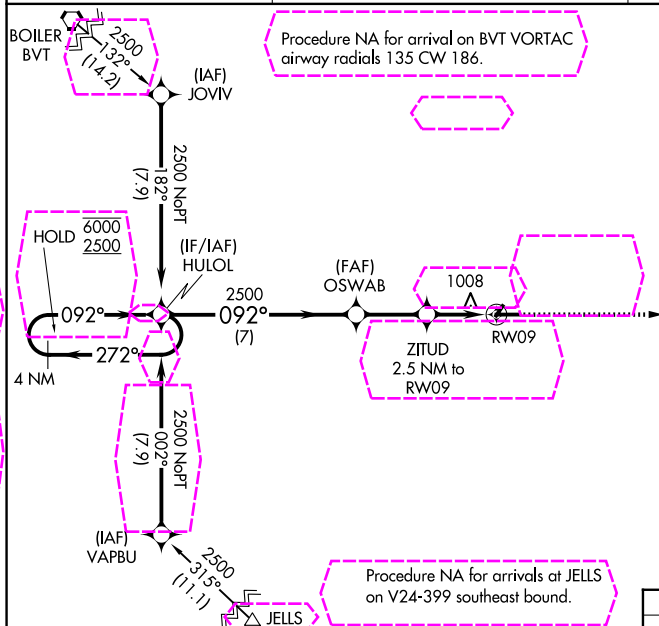 BOILER
BVT
2500
132°
(14.2)
(IAF)
JOVIV
Procedure NA for arrival on BVT VORTAC
airway radials 135 CW 186.
2500 NoPT
182°
(7.9)
HOLD
6000
2500
(IF/IAF)
HULOL
092°
272°
4 NM
2500
092°
(7)
(FAF)
OSWAB
1008
RW09
ZITUD
2.5 NM to
RW09
2500 NoPT
002°
(7.9)
(IAF)
VAPBU
2500
315°
(11.1)
JELLS
Procedure NA for arrivals at JELLS
on V24-399 southeast bound.